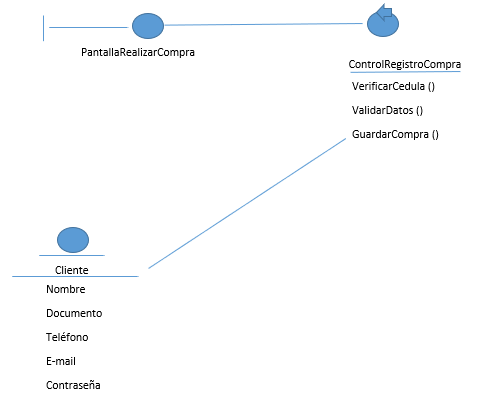 PantallaRealizarCompra
ControlRegistroCompra
VerificarCedula ()
ValidarDatos ()
GuardarCompra ()
Cliente
Nombre
Documento
Teléfono
E-mail
Contraseña